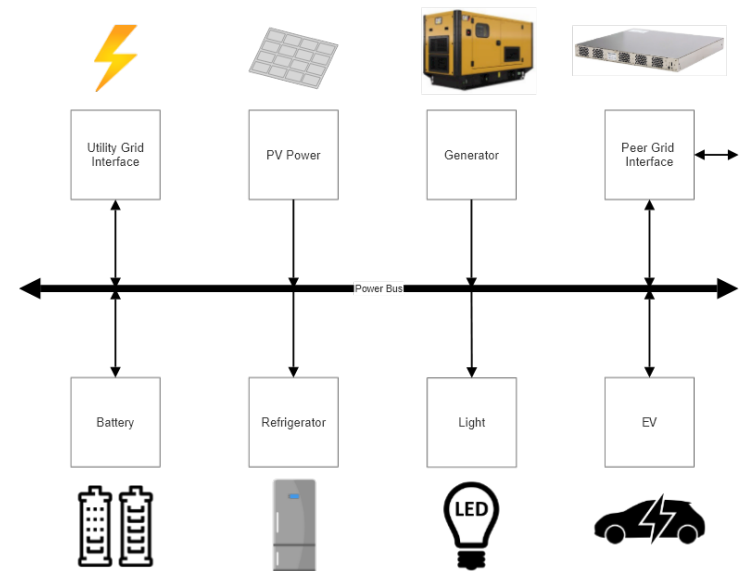 Utility Grid
Interface
PV Power
Generator
Peer Grid
Interface
Power Bus
Battery
Refrigerator
Light
EV
LED